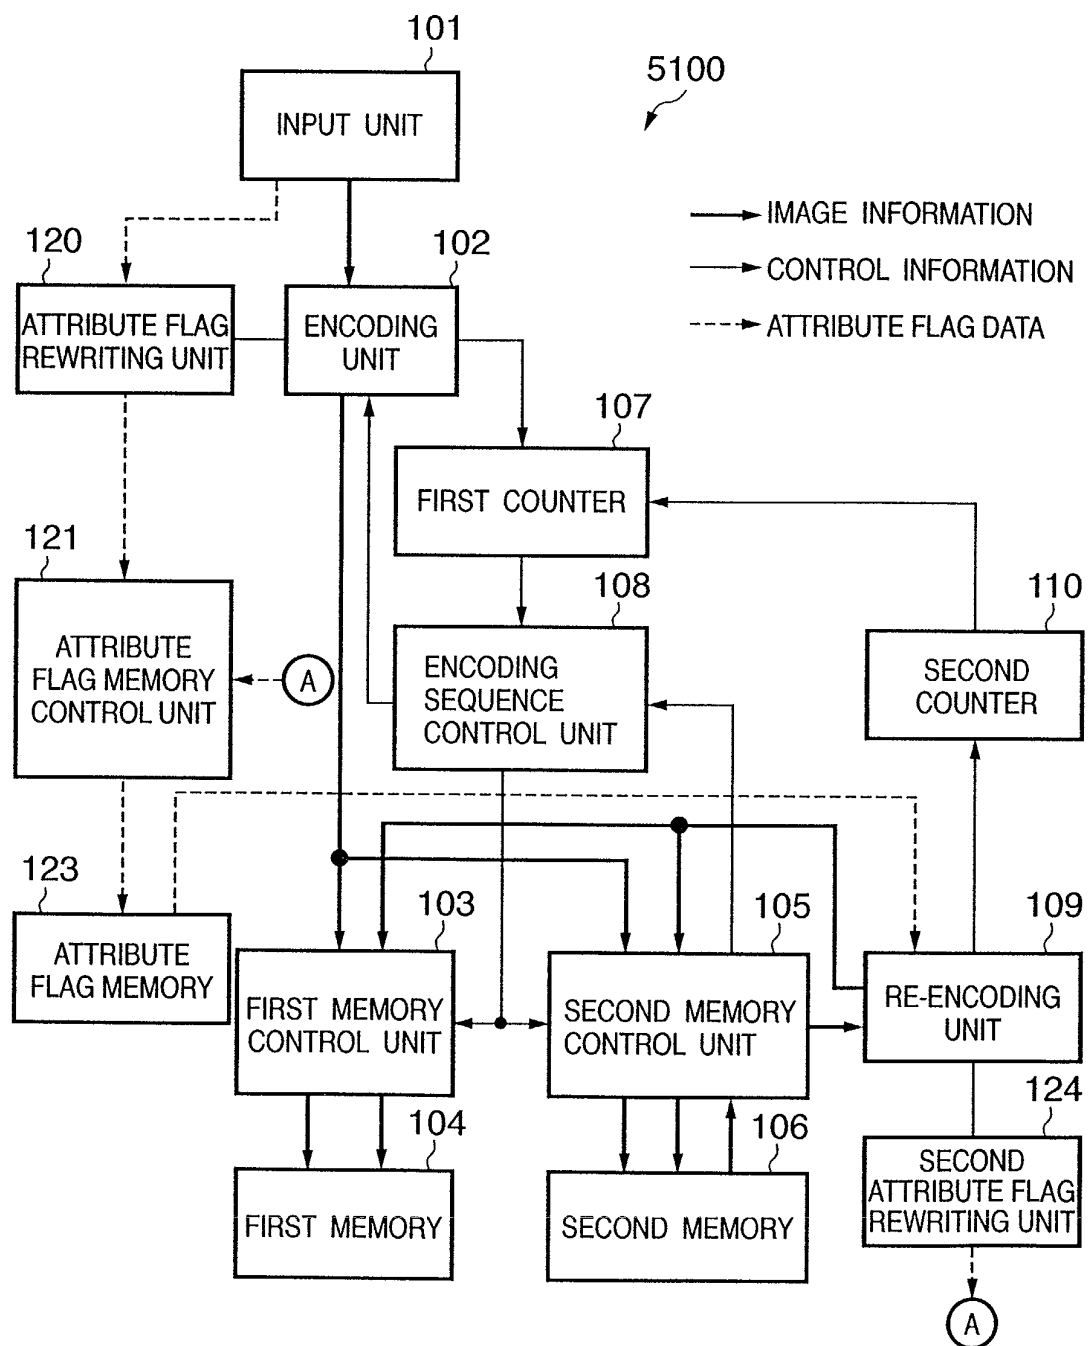 101
5100
INPUT UNIT
IMAGE INFORMATION
CONTROL INFORMATION
ATTRIBUTE FLAG DATA
120
102
ATTRIBUTE FLAG
REWRITING UNIT
ENCODING
UNIT
107
FIRST COUNTER
121
108
110
ATTRIBUTE
FLAG MEMORY
CONTROL UNIT
A
ENCODING
SEQUENCE
CONTROL UNIT
SECOND
COUNTER
123
103
105
109
ATTRIBUTE
FLAG MEMORY
FIRST MEMORY
CONTROL UNIT
SECOND MEMORY
CONTROL UNIT
RE-ENCODING
UNIT
104
106
124
FIRST MEMORY
SECOND MEMORY
SECOND
ATTRIBUTE FLAG
REWRITING UNIT
A